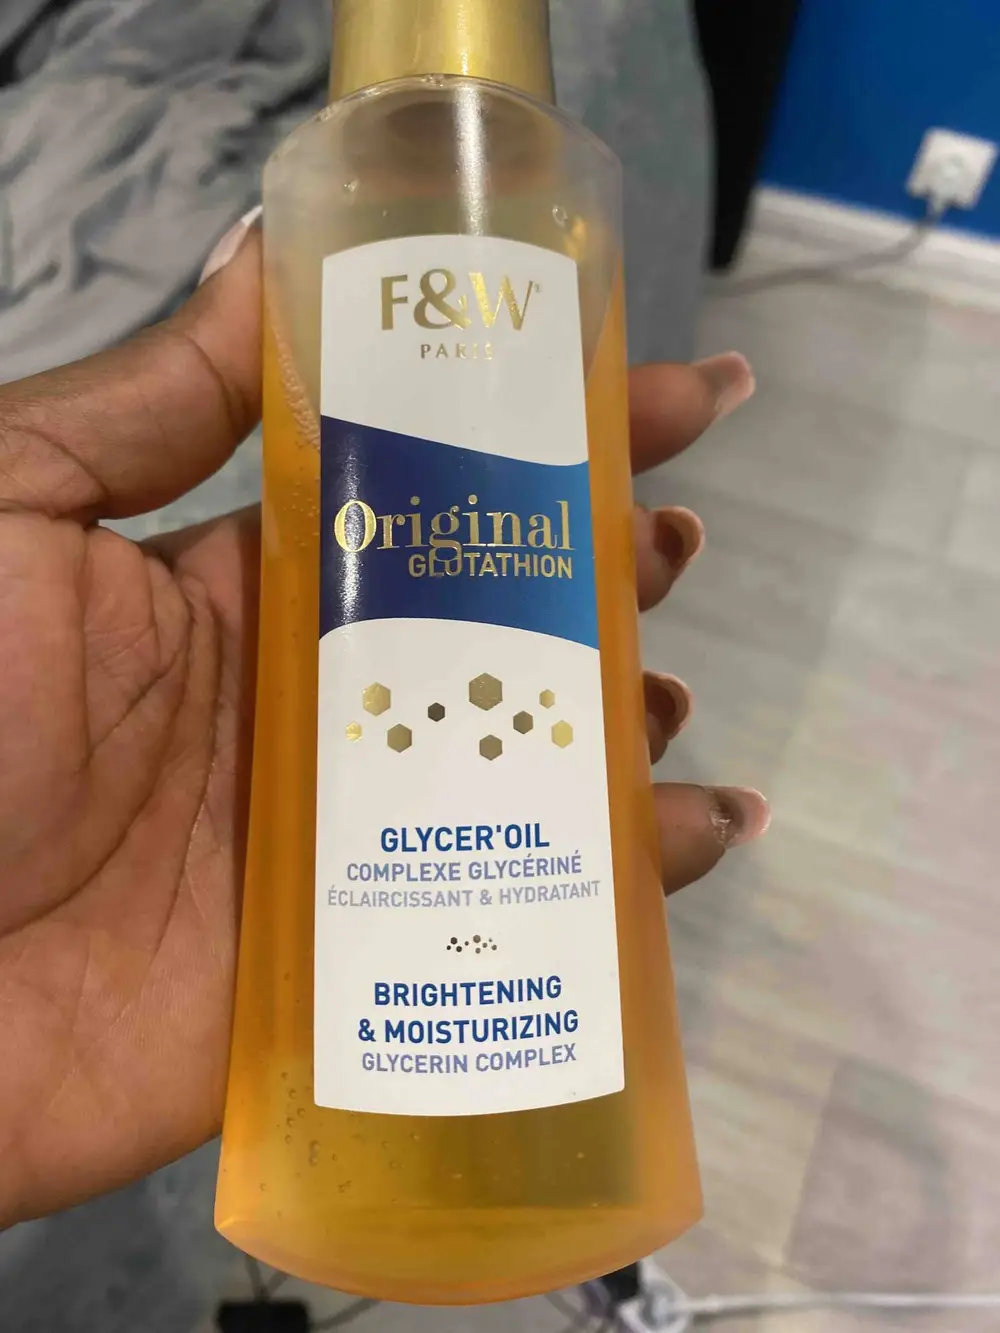 F&W®
PARIS
Original
GLUTATHION
GLYCER'OIL
COMPLEXE GLYCÉRINÉ
ÉCLAIRCISSANT & HYDRATANT
BRIGHTENING
& MOISTURIZING
GLYCERIN COMPLEX